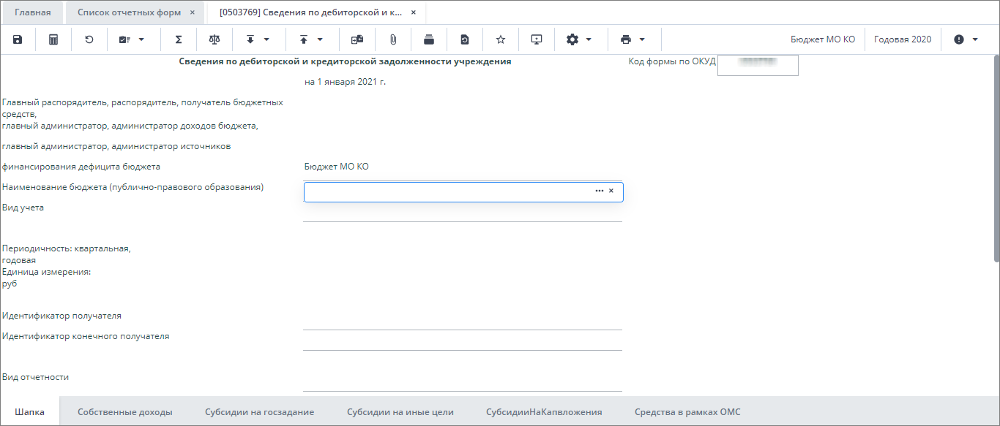 Главная
Список отчетных форм ×
[0503769] Сведения по дебиторской и к... ×
Бюджет МО КО
Годовая 2020
Сведения по дебиторской и кредиторской задолженности учреждения
Код формы по ОКУД
на 1 января 2021 г.
Главный распорядитель, распорядитель, получатель бюджетных
средств,
главный администратор, администратор доходов бюджета,
главный администратор, администратор источников
финансирования дефицита бюджета
Бюджет МО КО
Наименование бюджета (публично-правового образования)
Вид учета
Периодичность: квартальная,
годовая
Единица измерения:
руб
Идентификатор получателя
Идентификатор конечного получателя
Вид отчетности
Шапка
Собственные доходы
Субсидии на госзадание
Субсидии на иные цели
СубсидииНаКапвложения
Средства в рамках ОМС